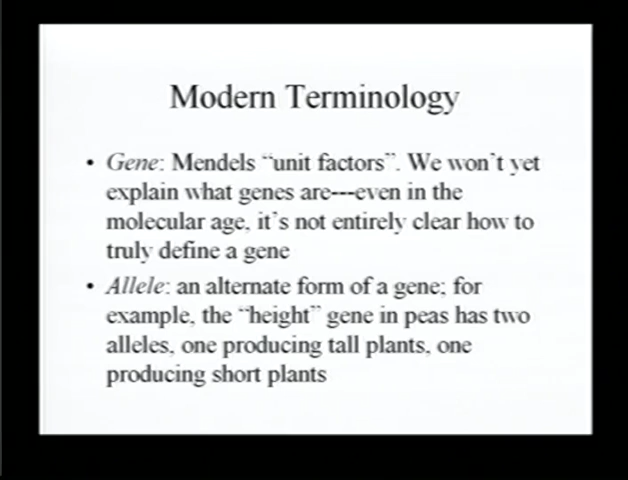 Modern Terminology
• Gene: Mendels “unit factors”. We won’t yet
explain what genes are---even in the
molecular age, it’s not entirely clear how to
truly define a gene
• Allele: an alternate form of a gene; for
example, the “height” gene in peas has two
alleles, one producing tall plants, one
producing short plants